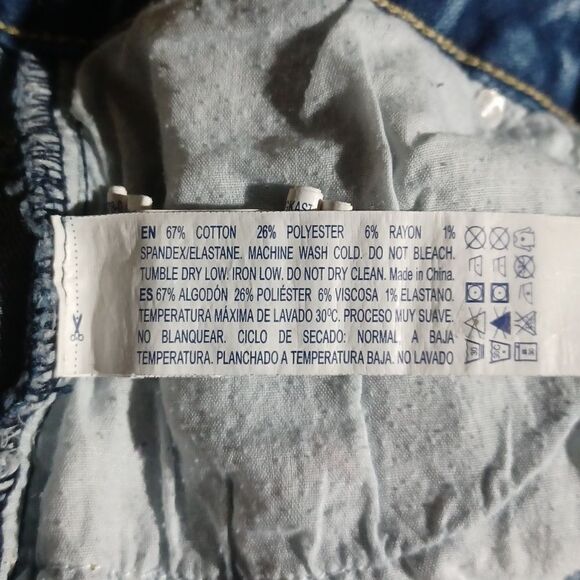 EN 67% COTTON 26% POLYESTER 6% RAYON 1%
SPANDEX/ELASTANE. MACHINE WASH COLD. DO NOT BLEACH.
TUMBLE DRY LOW. IRON LOW. DO NOT DRY CLEAN. Made in China.
ES 67% ALGODÓN 26% POLIÉSTER 6% VISCOSA 1% ELASTANO.
TEMPERATURA MÁXIMA DE LAVADO 30ºC. PROCESO MUY SUAVE.
NO BLANQUEAR. CICLO DE SECADO: NORMAL, A BAJA
TEMPERATURA. PLANCHADO A TEMPERATURA BAJA. NO LAVADO